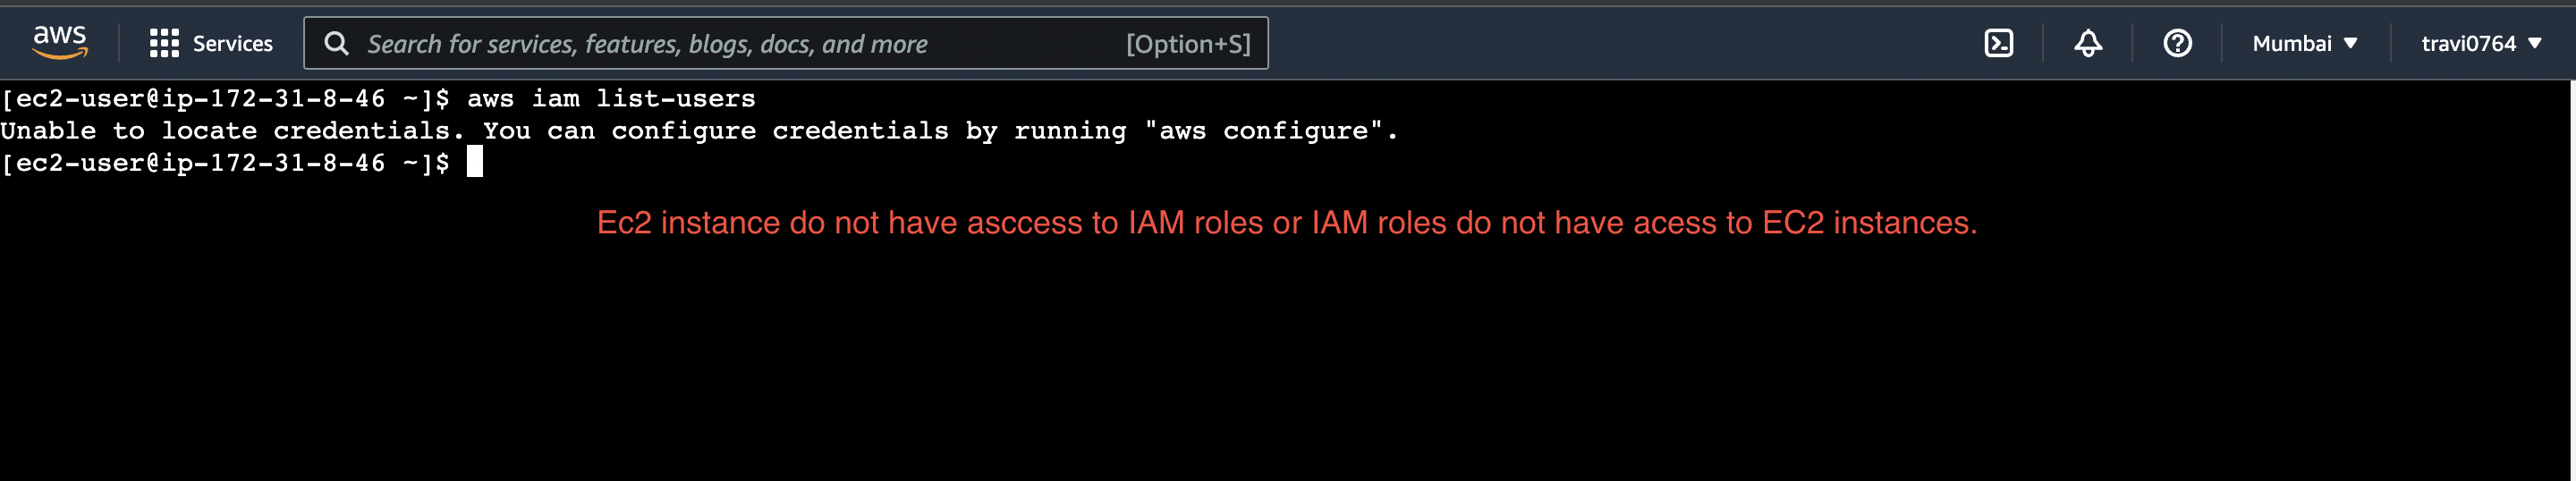 aws
Services
Search for services, features, blogs, docs, and more
[Option+S]
Mumbai
travi0764
[ec2-user@ip-172-31-8-46 ~]$ aws iam list-users
Unable to locate credentials. You can configure credentials by running "aws configure".
[ec2-user@ip-172-31-8-46 ~]$
Ec2 instance do not have asccess to IAM roles or IAM roles do not have acess to EC2 instances.